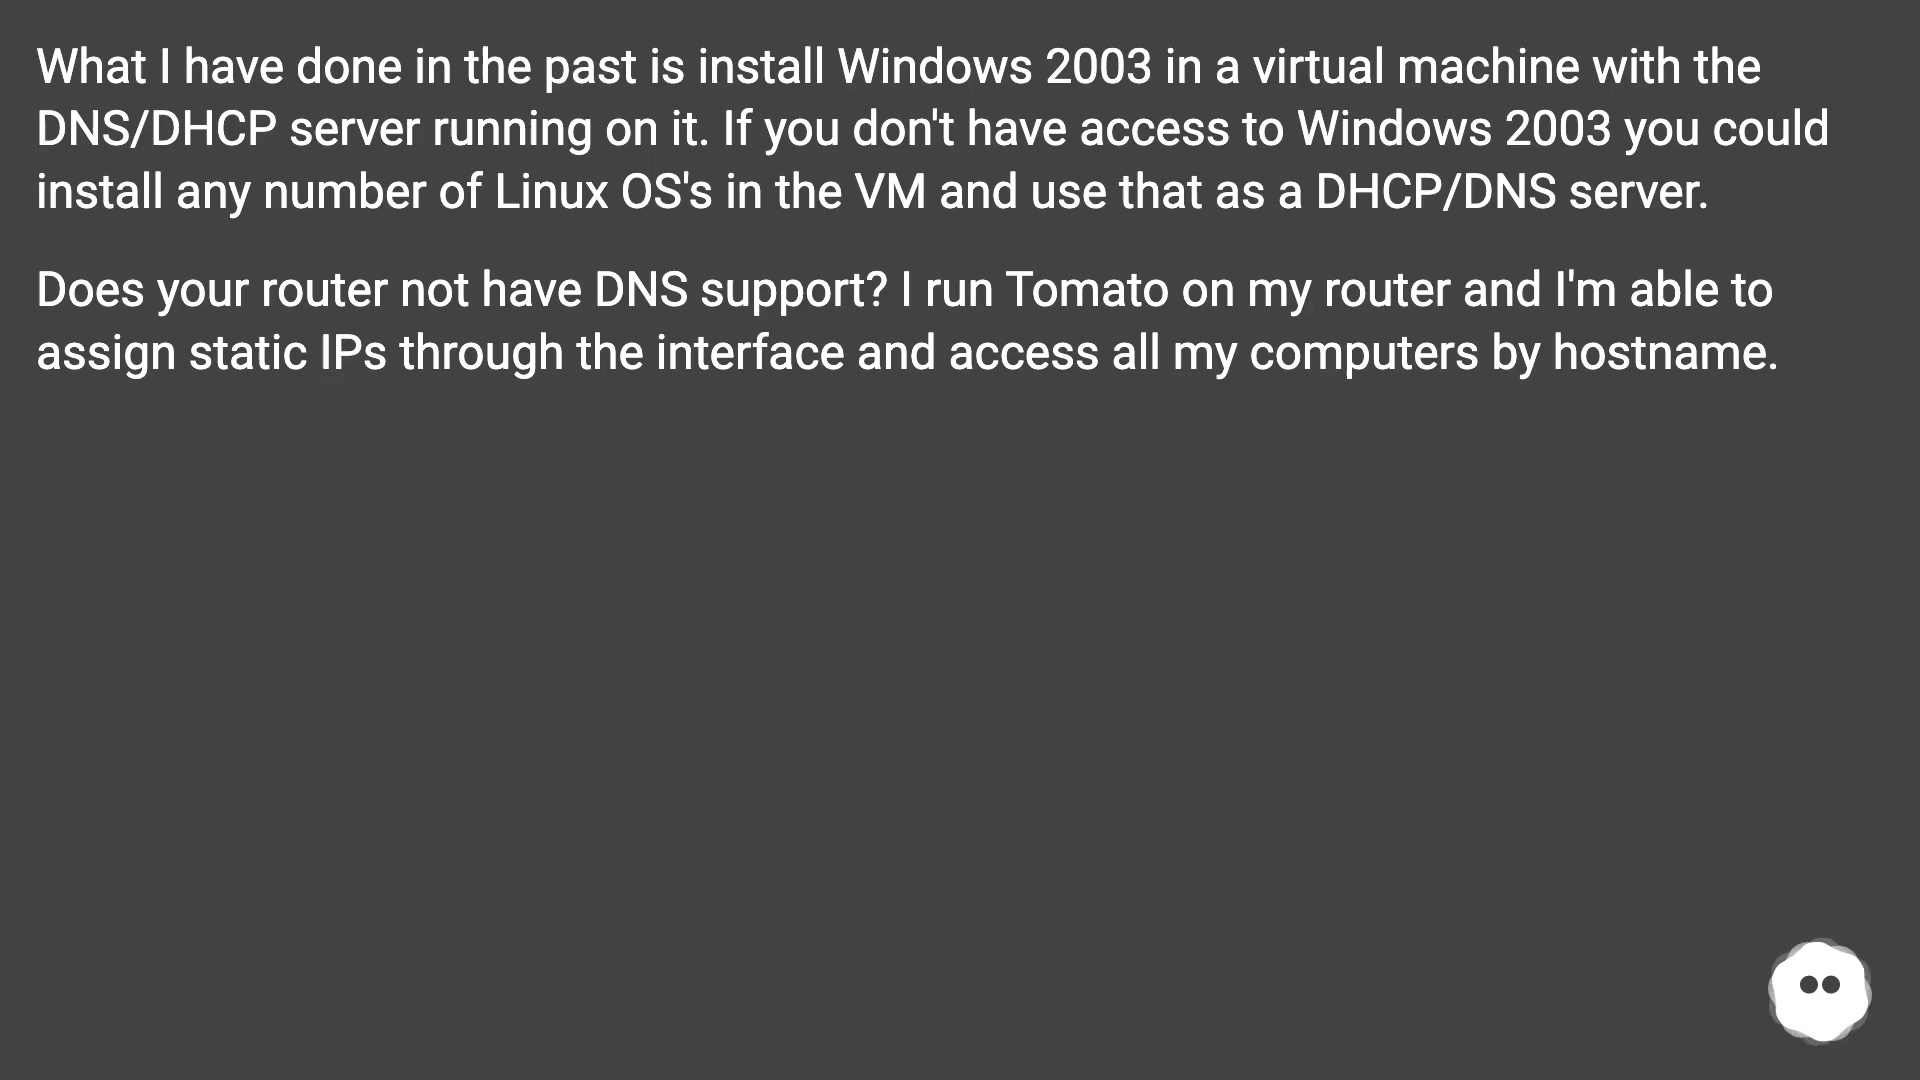 What I have done in the past is install Windows 2003 in a virtual machine with the
DNS/DHCP server running on it. If you don't have access to Windows 2003 you could
install any number of Linux OS's in the VM and use that as a DHCP/DNS server.
Does your router not have DNS support? I run Tomato on my router and I'm able to
assign static IPs through the interface and access all my computers by hostname.